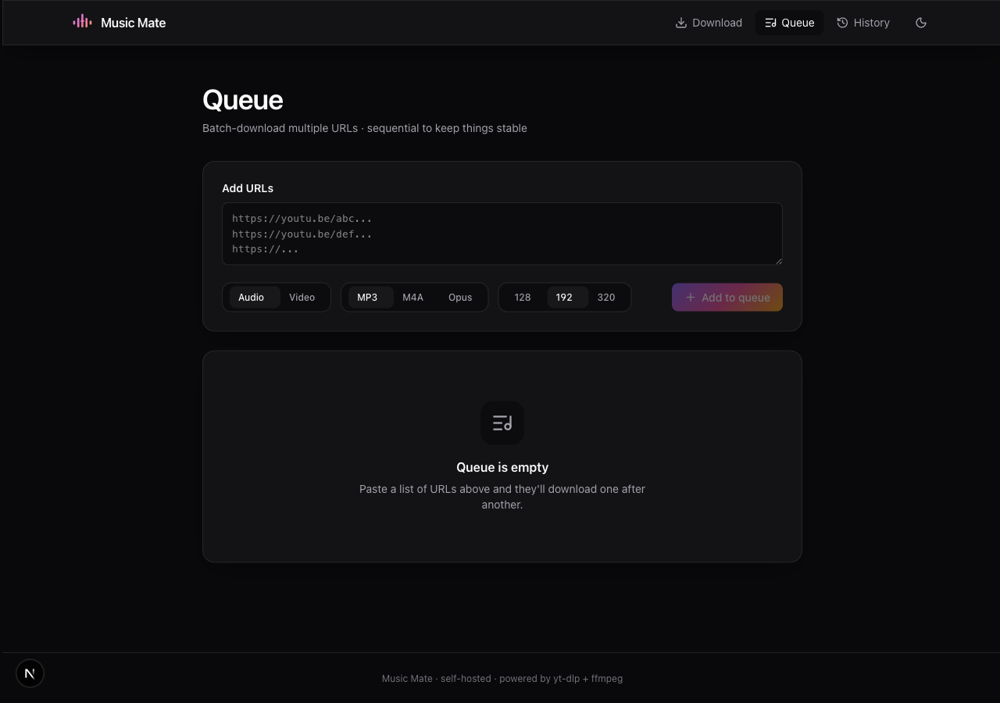 Music Mate
Download
Queue
History
Queue
Batch-download multiple URLs · sequential to keep things stable
Add URLs
https://youtu.be/abc...
https://youtu.be/def...
https://...
Audio
Video
MP3
M4A
Opus
128
192
320
Add to queue
Queue is empty
Paste a list of URLs above and they'll download one after
another.
N
Music Mate · self-hosted · powered by yt-dlp + ffmpeg